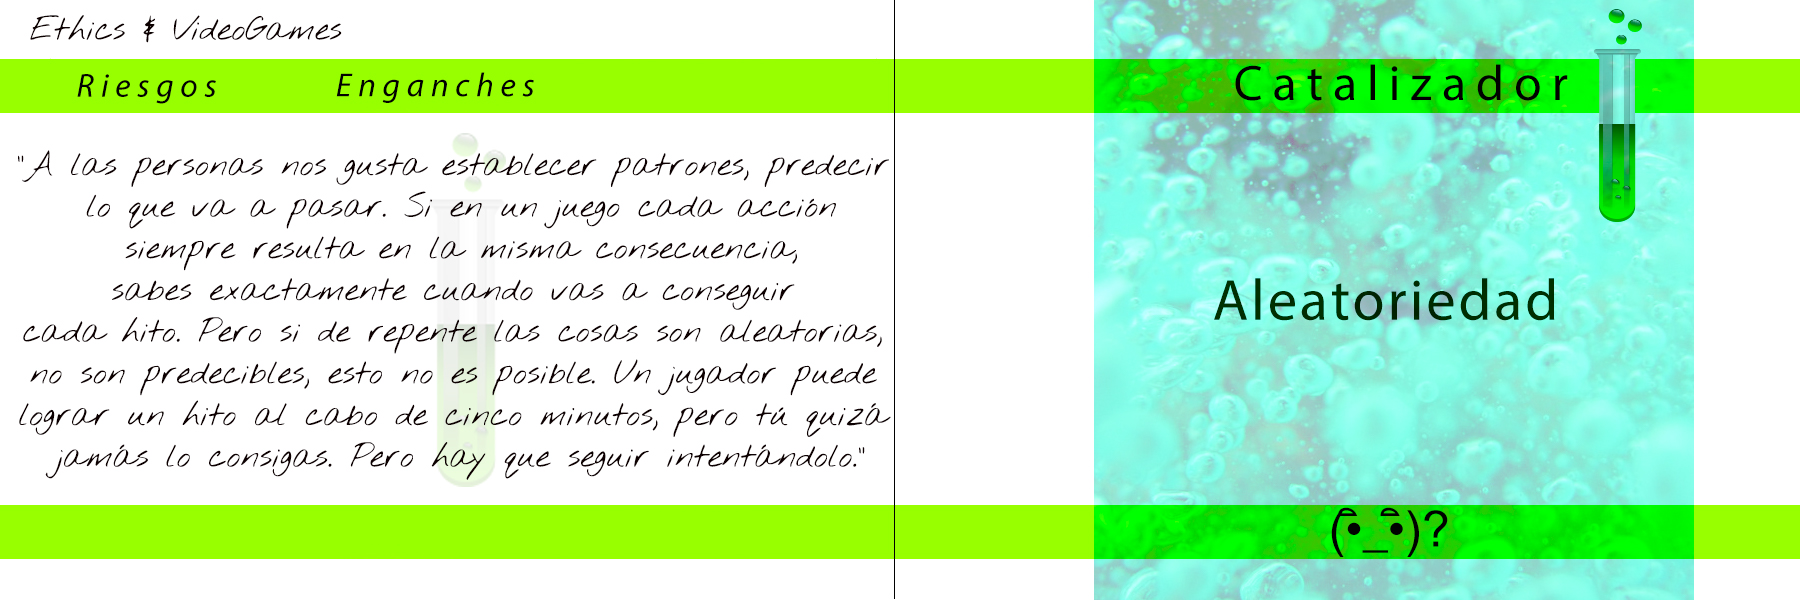 Ethics & VideoGames
Riesgos Enganches
"A las personas nos gusta establecer patrones, predecir
lo que va a pasar. Si en un juego cada acción
siempre resulta en la misma consecuencia,
sabes exactamente cuando vas a conseguir
cada hito. Pero si de repente las cosas son aleatorias,
no son predecibles, esto no es posible. Un jugador puede
lograr un hito al cabo de cinco minutos, pero tú quizá
jamás lo consigas. Pero hay que seguir intentándolo."
Catalizador
Aleatoriedad
(͡•_͡•)?